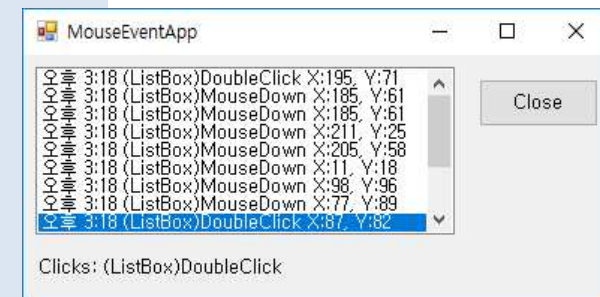 MouseEventApp
오후 3:18 (ListBox)DoubleClick X:195, Y:71
오후 3:18 (ListBox)MouseDown X:185, Y:61
오후 3:18 (ListBox)MouseDown X:185, Y:61
오후 3:18 (ListBox)MouseDown X:211, Y:25
오후 3:18 (ListBox)MouseDown X:205, Y:58
오후 3:18 (ListBox)MouseDown X:11, Y:18
오후 3:18 (ListBox)MouseDown X:98, Y:96
오후 3:18 (ListBox)MouseDown X:77, Y:89
오후 3:18 (ListBox)DoubleClick X:87, Y:82
Close
Clicks: (ListBox)DoubleClick